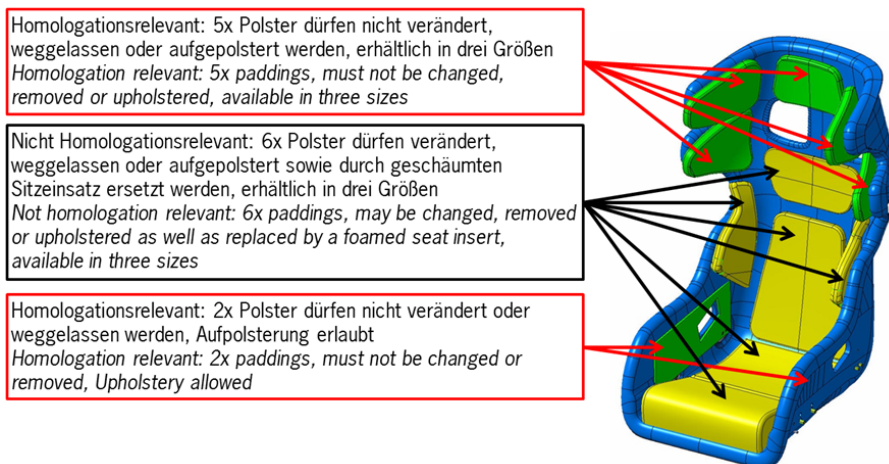 Homologationsrelevant: 5x Polster dürfen nicht verändert,
weggelassen oder aufgepolstert werden, erhältlich in drei Größen
Homologation relevant: 5x paddings, must not be changed,
removed or upholstered, available in three sizes
Nicht Homologationsrelevant: 6x Polster dürfen verändert,
weggelassen oder aufgepolstert sowie durch geschäumten
Sitzeinsatz ersetzt werden, erhältlich in drei Größen
Not homologation relevant: 6x paddings, may be changed, removed
or upholstered as well as replaced by a foamed seat insert,
available in three sizes
Homologationsrelevant: 2x Polster dürfen nicht verändert oder
weggelassen werden, Aufpolsterung erlaubt
Homologation relevant: 2x paddings, must not be changed or
removed, Upholstery allowed